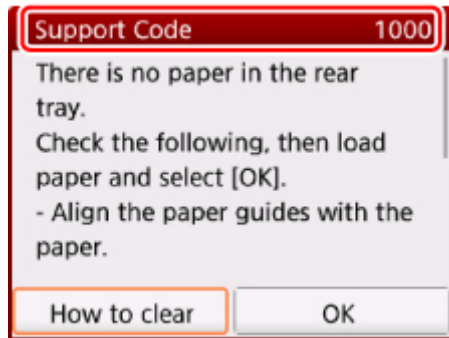 Support Code 1000
There is no paper in the rear
tray.
Check the following, then load
paper and select [OK].
- Align the paper guides with the
paper.
How to clear OK